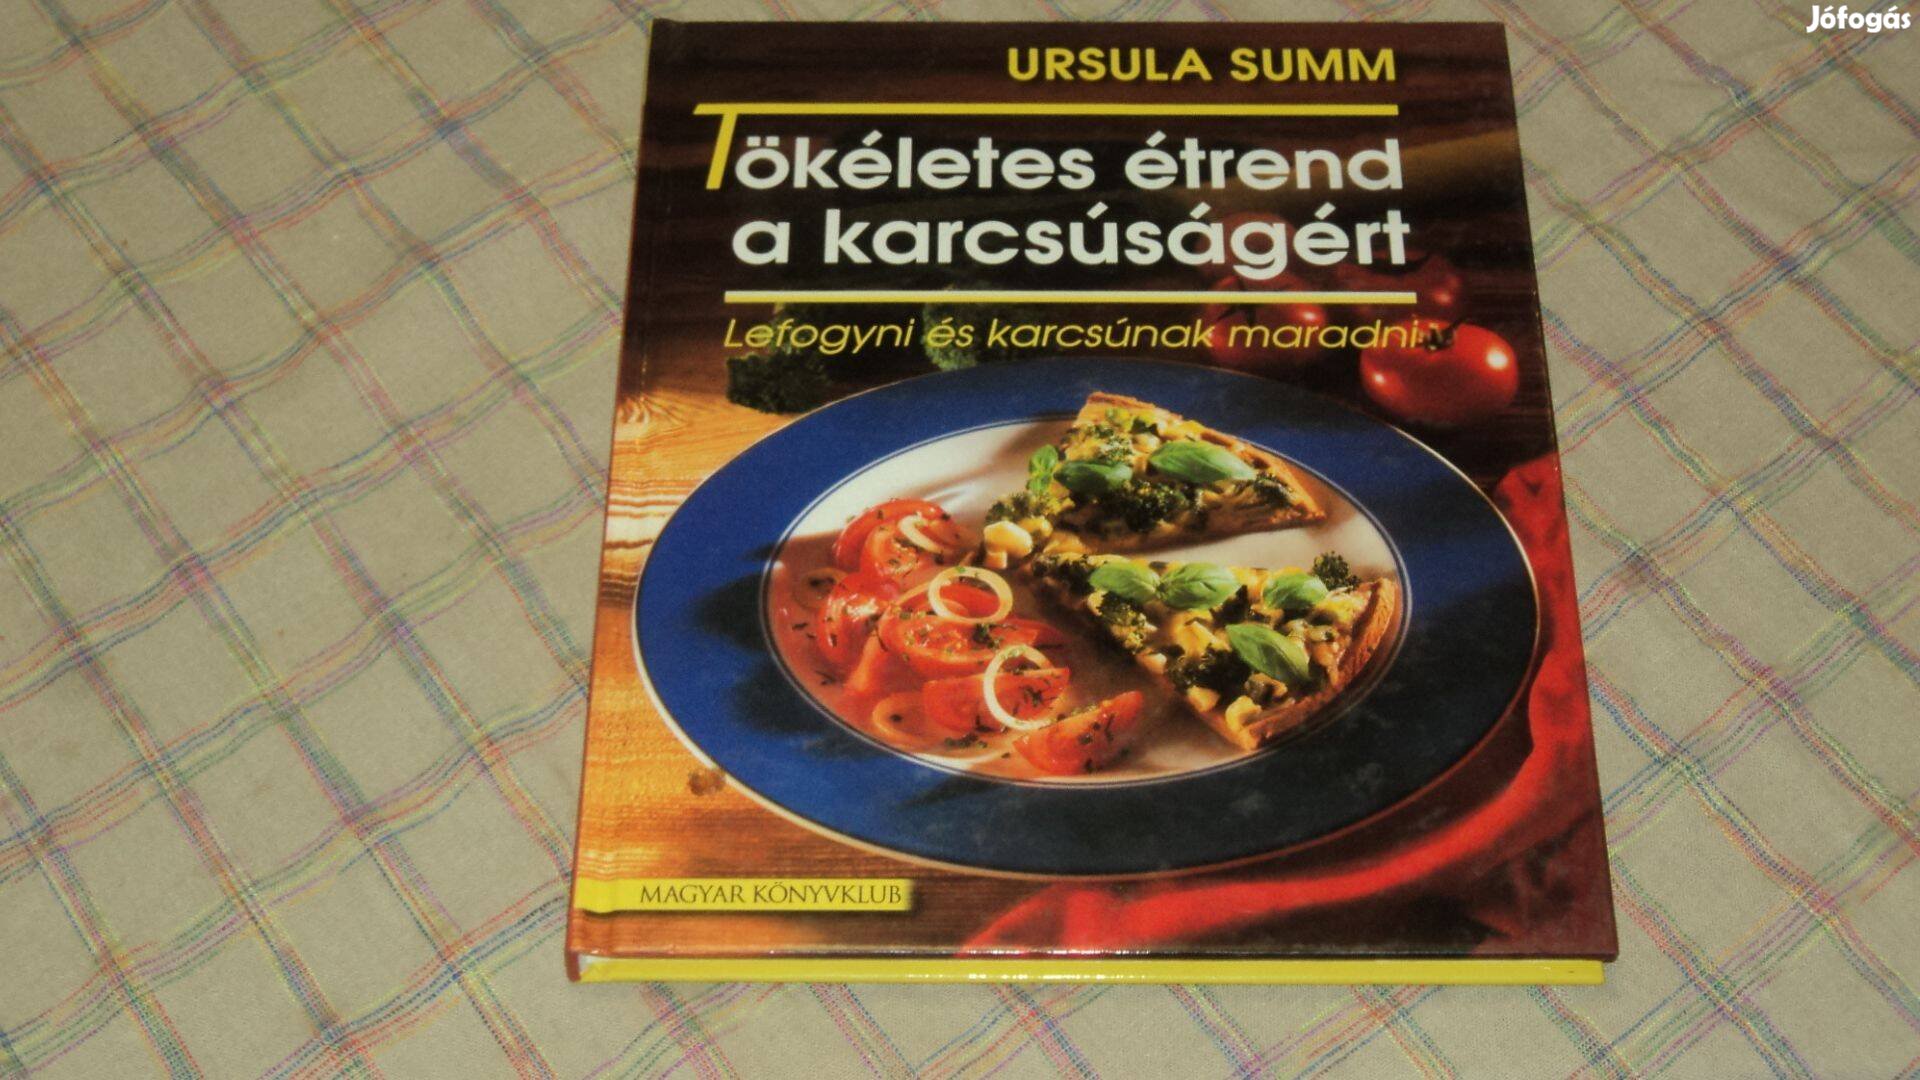 Jófogás
URSULA SUMM
Tökéletes étrend
a karcsúságért
Lefogyni és karcsúnak maradni
MAGYAR KÖNYVKLUB